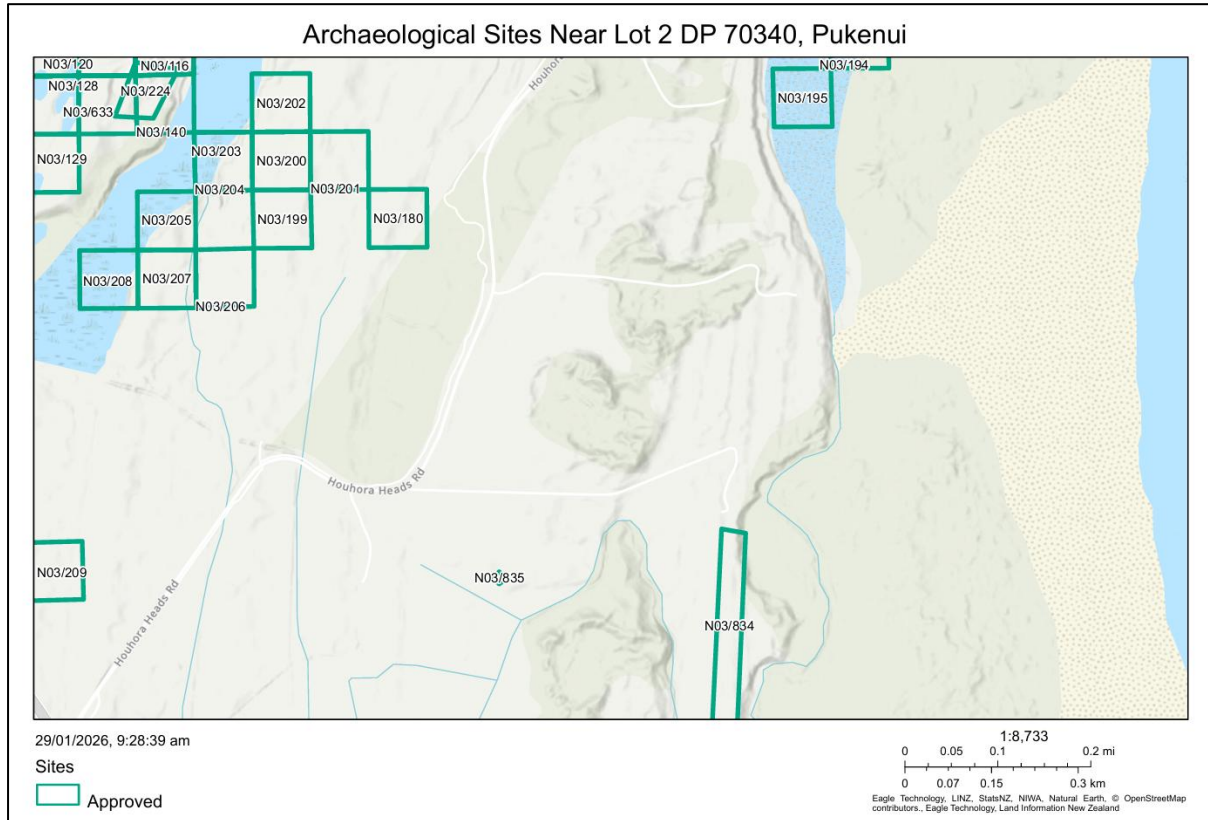 Archaeological Sites Near Lot 2 DP 70340, Pukenui
N03/120
N03/116
N03/194
N03/128
N03/224
N03/202
N03/195
N03/633
N03/140
Houhora
N03/129
N03/203
N03/200
N03/204
N03/201
N03/205
N03/199
N03/180
N03/208
N03/207
N03/206
Houhora Heads Rd
N03/209
N03/835
Houhora Heads Rd
N03/834
29/01/2026, 9:28:39 am
Sites
Approved
1:8,733
0 0.05 0.1 0.2 mi
0 0.07 0.15 0.3 km
Eagle Technology, LINZ, StatsNZ, NIWA, Natural Earth, © OpenStreetMap
contributors., Eagle Technology, Land Information New Zealand